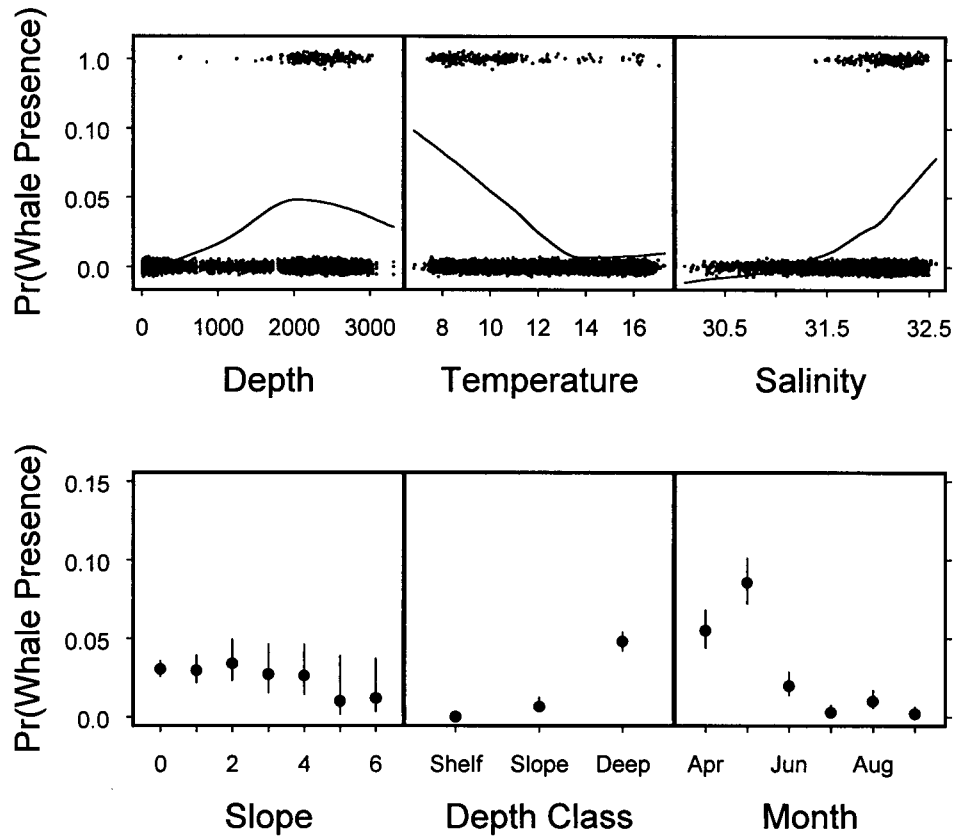 Pr(Whale Presence)
1.0
0.10
0.05
0.0
0 1000 2000 3000
8 10 12 14 16
30.5 31.5 32.5
Depth
Temperature
Salinity
Pr(Whale Presence)
0.15
0.10
0.05
0.0
0 2 4 6
Shelf Slope Deep
Apr Jun Aug
Slope
Depth Class
Month